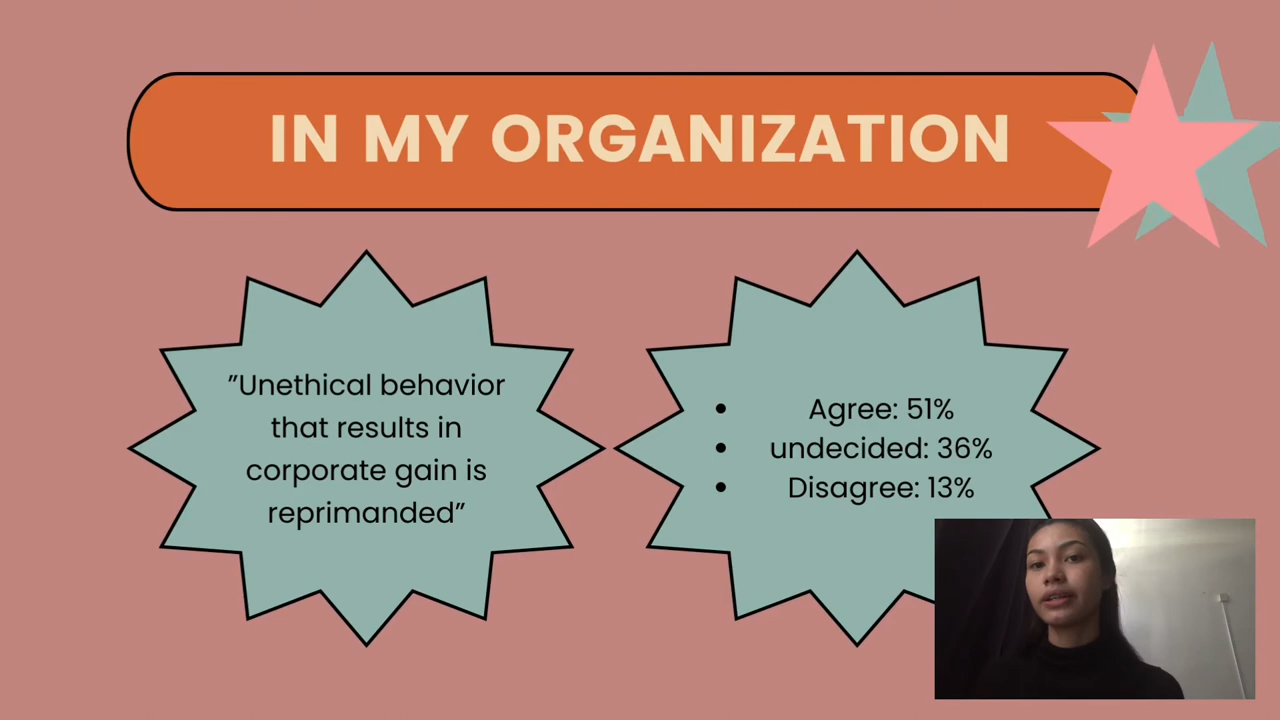 IN MY ORGANIZATION
”Unethical behavior
that results in
corporate gain is
reprimanded”
• Agree: 51%
• undecided: 36%
• Disagree: 13%